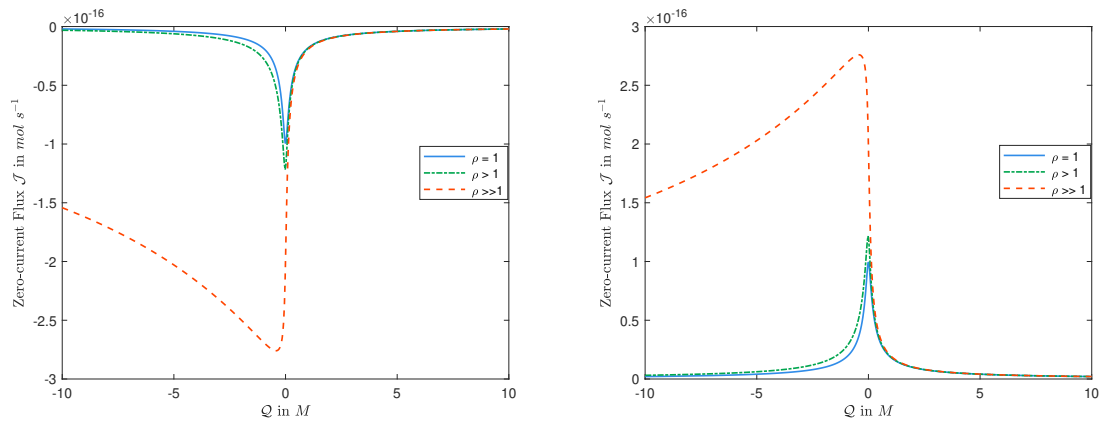 ×10⁻¹⁶
0
-0.5
-1
-1.5
-2
-2.5
-3
-10
-5
0
5
10
Zero-current Flux 𝒥 in mol s⁻¹
𝒬 in M
ρ = 1
ρ > 1
ρ >>1
×10⁻¹⁶
3
2.5
2
1.5
1
0.5
0
-10
-5
0
5
10
Zero-current Flux 𝒥 in mol s⁻¹
𝒬 in M
ρ = 1
ρ > 1
ρ >>1